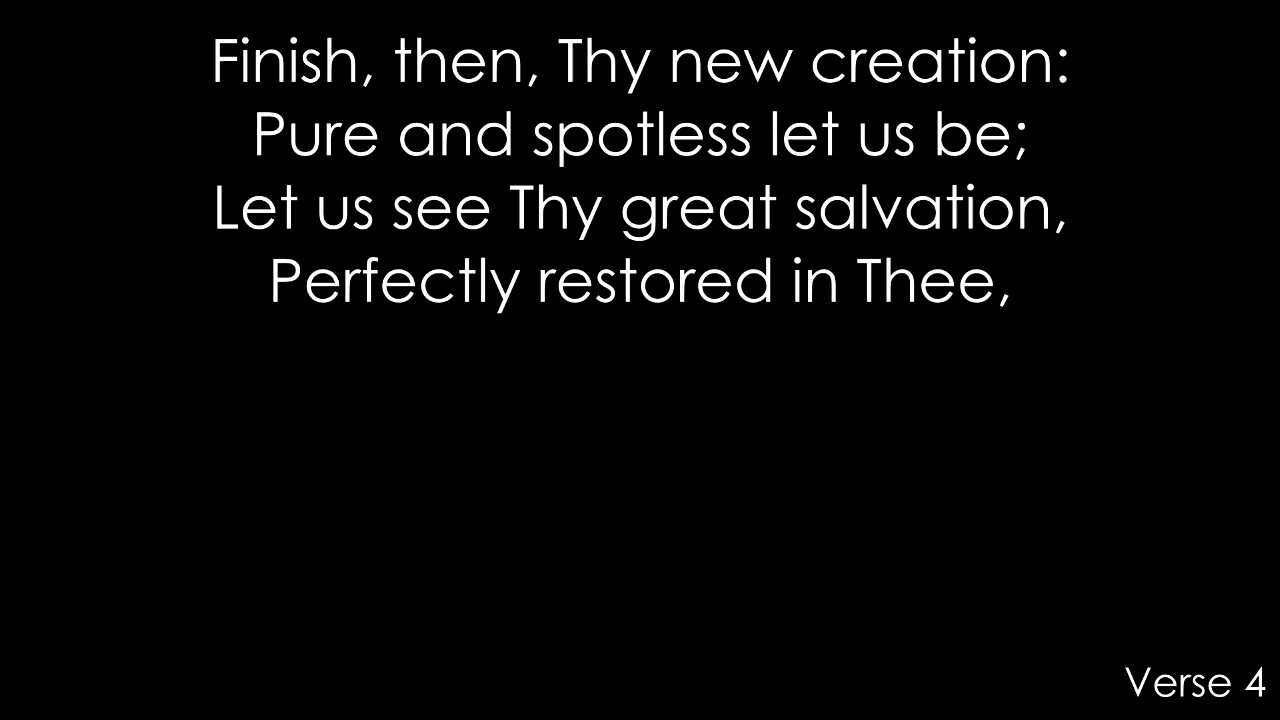 Finish, then, Thy new creation:
Pure and spotless let us be;
Let us see Thy great salvation,
Perfectly restored in Thee,
Verse 4